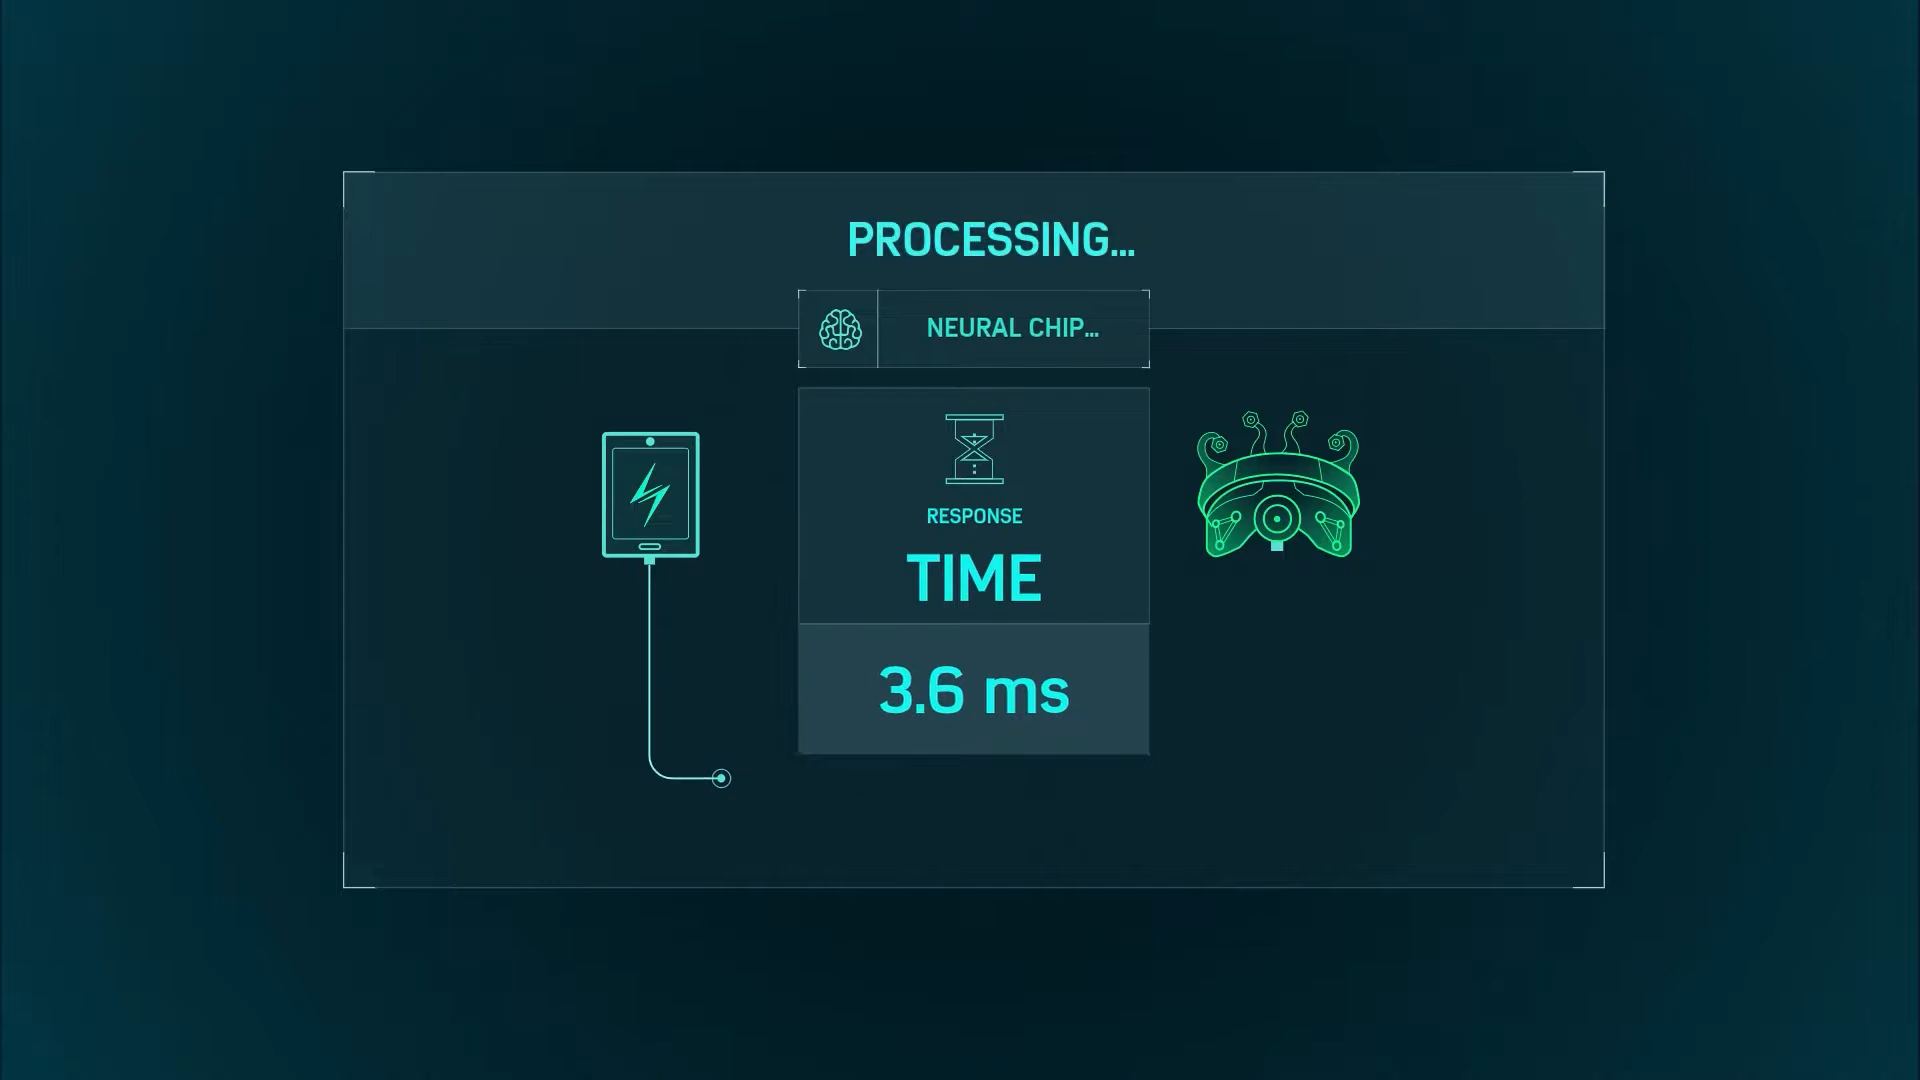 PROCESSING...
NEURAL CHIP...
RESPONSE
TIME
3.6 ms